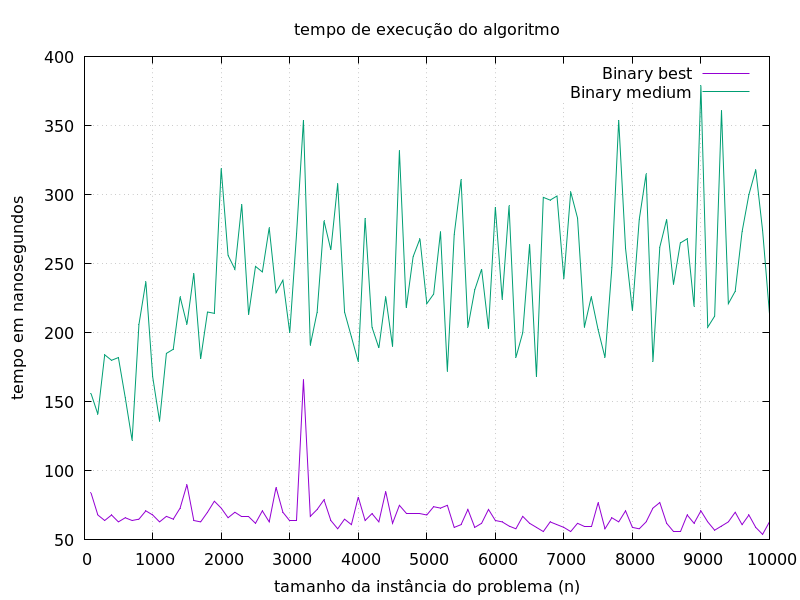 tempo de execução do algoritmo
Binary best
Binary medium
400
350
300
250
200
150
100
50
0 1000 2000 3000 4000 5000 6000 7000 8000 9000 10000
tempo em nanosegundos
tamanho da instância do problema (n)